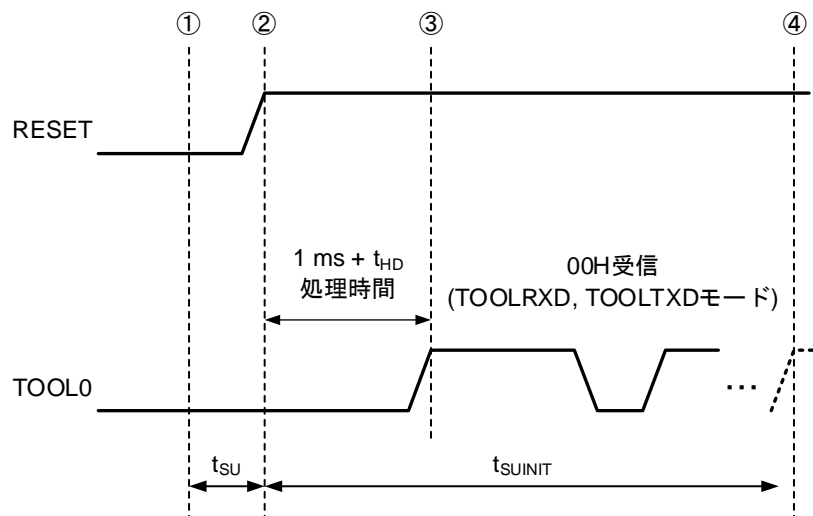 ① ② ③ ④
RESET
1 ms + tHD
処理時間
00H受信
(TOOLRXD, TOOLTXDモード)
TOOL0
…
tSU
tSUINIT